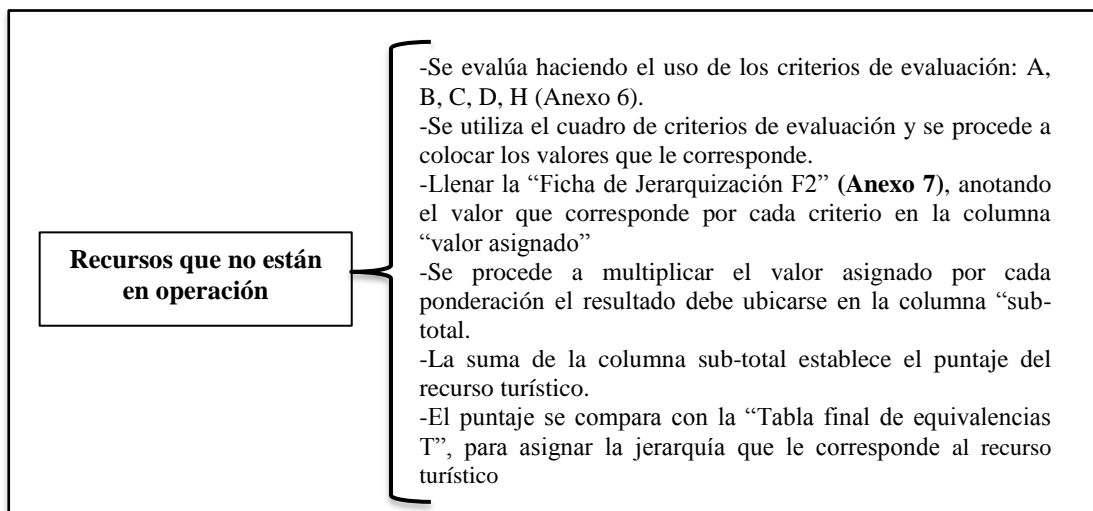 Recursos que no están
en operación
-Se evalúa haciendo el uso de los criterios de evaluación: A,
B, C, D, H (Anexo 6).
-Se utiliza el cuadro de criterios de evaluación y se procede a
colocar los valores que le corresponde.
-Llenar la “Ficha de Jerarquización F2” (Anexo 7), anotando
el valor que corresponde por cada criterio en la columna
“valor asignado”
-Se procede a multiplicar el valor asignado por cada
ponderación el resultado debe ubicarse en la columna “sub-
total.
-La suma de la columna sub-total establece el puntaje del
recurso turístico.
-El puntaje se compara con la “Tabla final de equivalencias
T”, para asignar la jerarquía que le corresponde al recurso
turístico